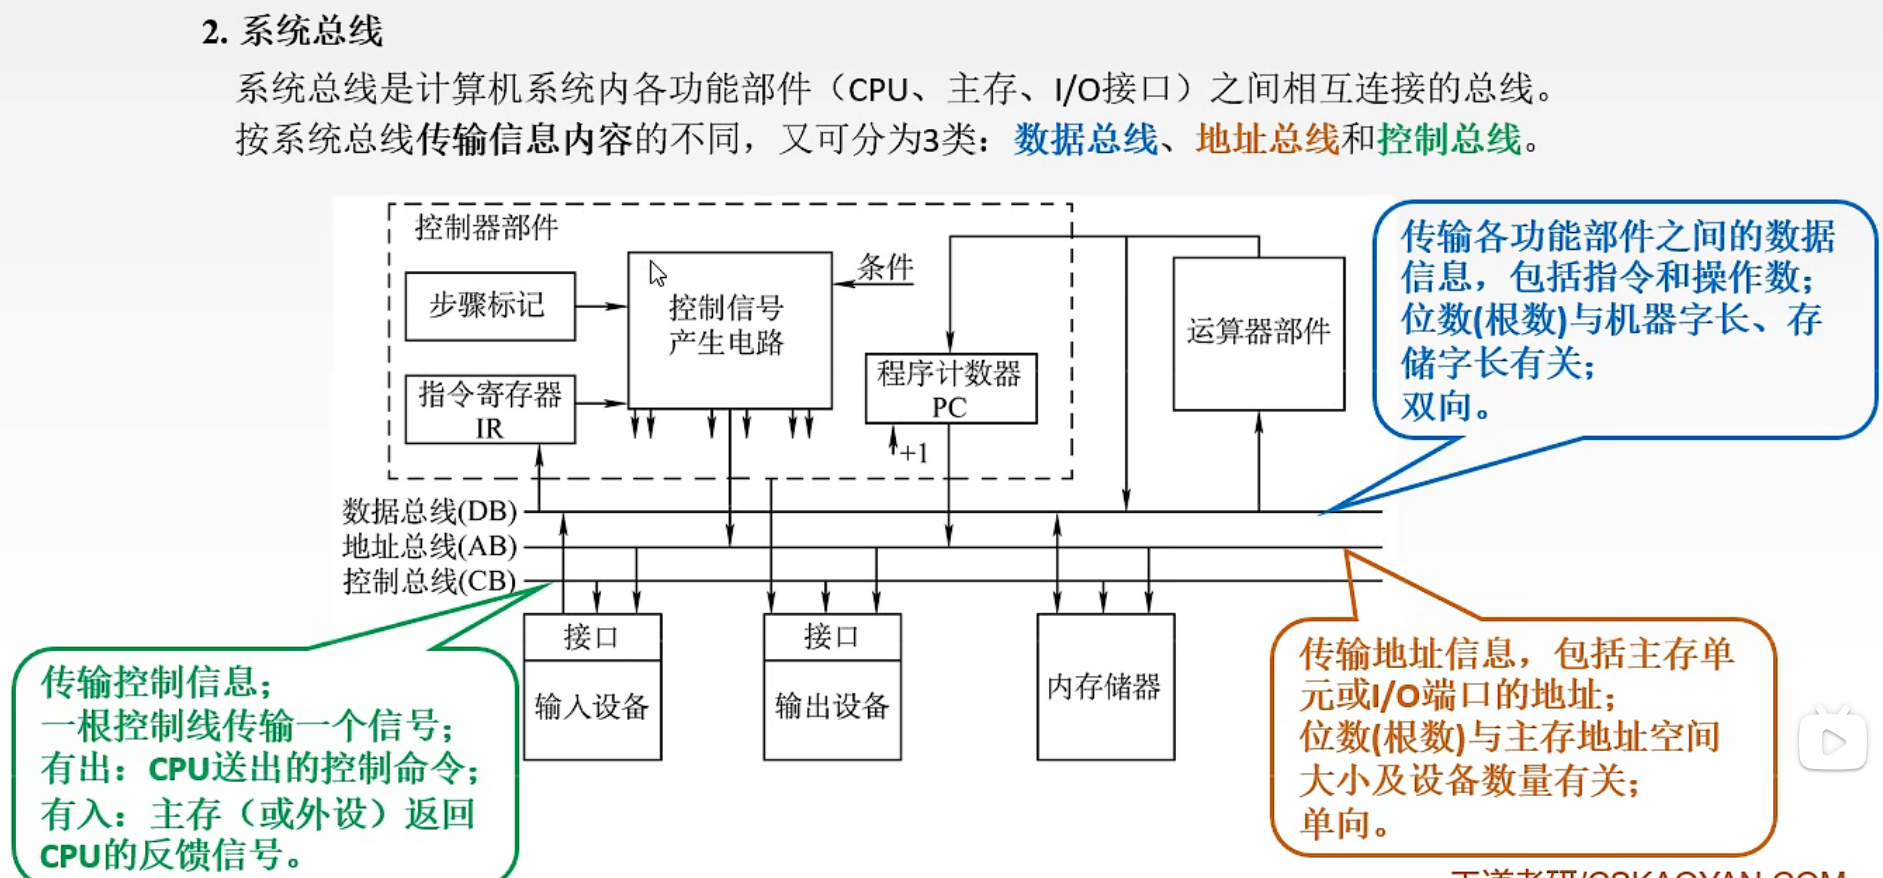 2. 系统总线
系统总线是计算机系统内各功能部件（CPU、主存、I/O接口）之间相互连接的总线。
按系统总线传输信息内容的不同，又可分为3类：数据总线、地址总线和控制总线。
控制器部件
步骤标记
控制信号
产生电路
条件
指令寄存器
IR
程序计数器
PC
+1
运算器部件
传输各功能部件之间的数据
信息，包括指令和操作数；
位数(根数)与机器字长、存
储字长有关；
双向。
数据总线(DB)
地址总线(AB)
控制总线(CB)
接口
输入设备
接口
输出设备
内存储器
传输控制信息；
一根控制线传输一个信号；
有出：CPU送出的控制命令；
有入：主存（或外设）返回
CPU的反馈信号。
传输地址信息，包括主存单
元或I/O端口的地址；
位数(根数)与主存地址空间
大小及设备数量有关；
单向。
王道考研/CSKAOYAN.COM